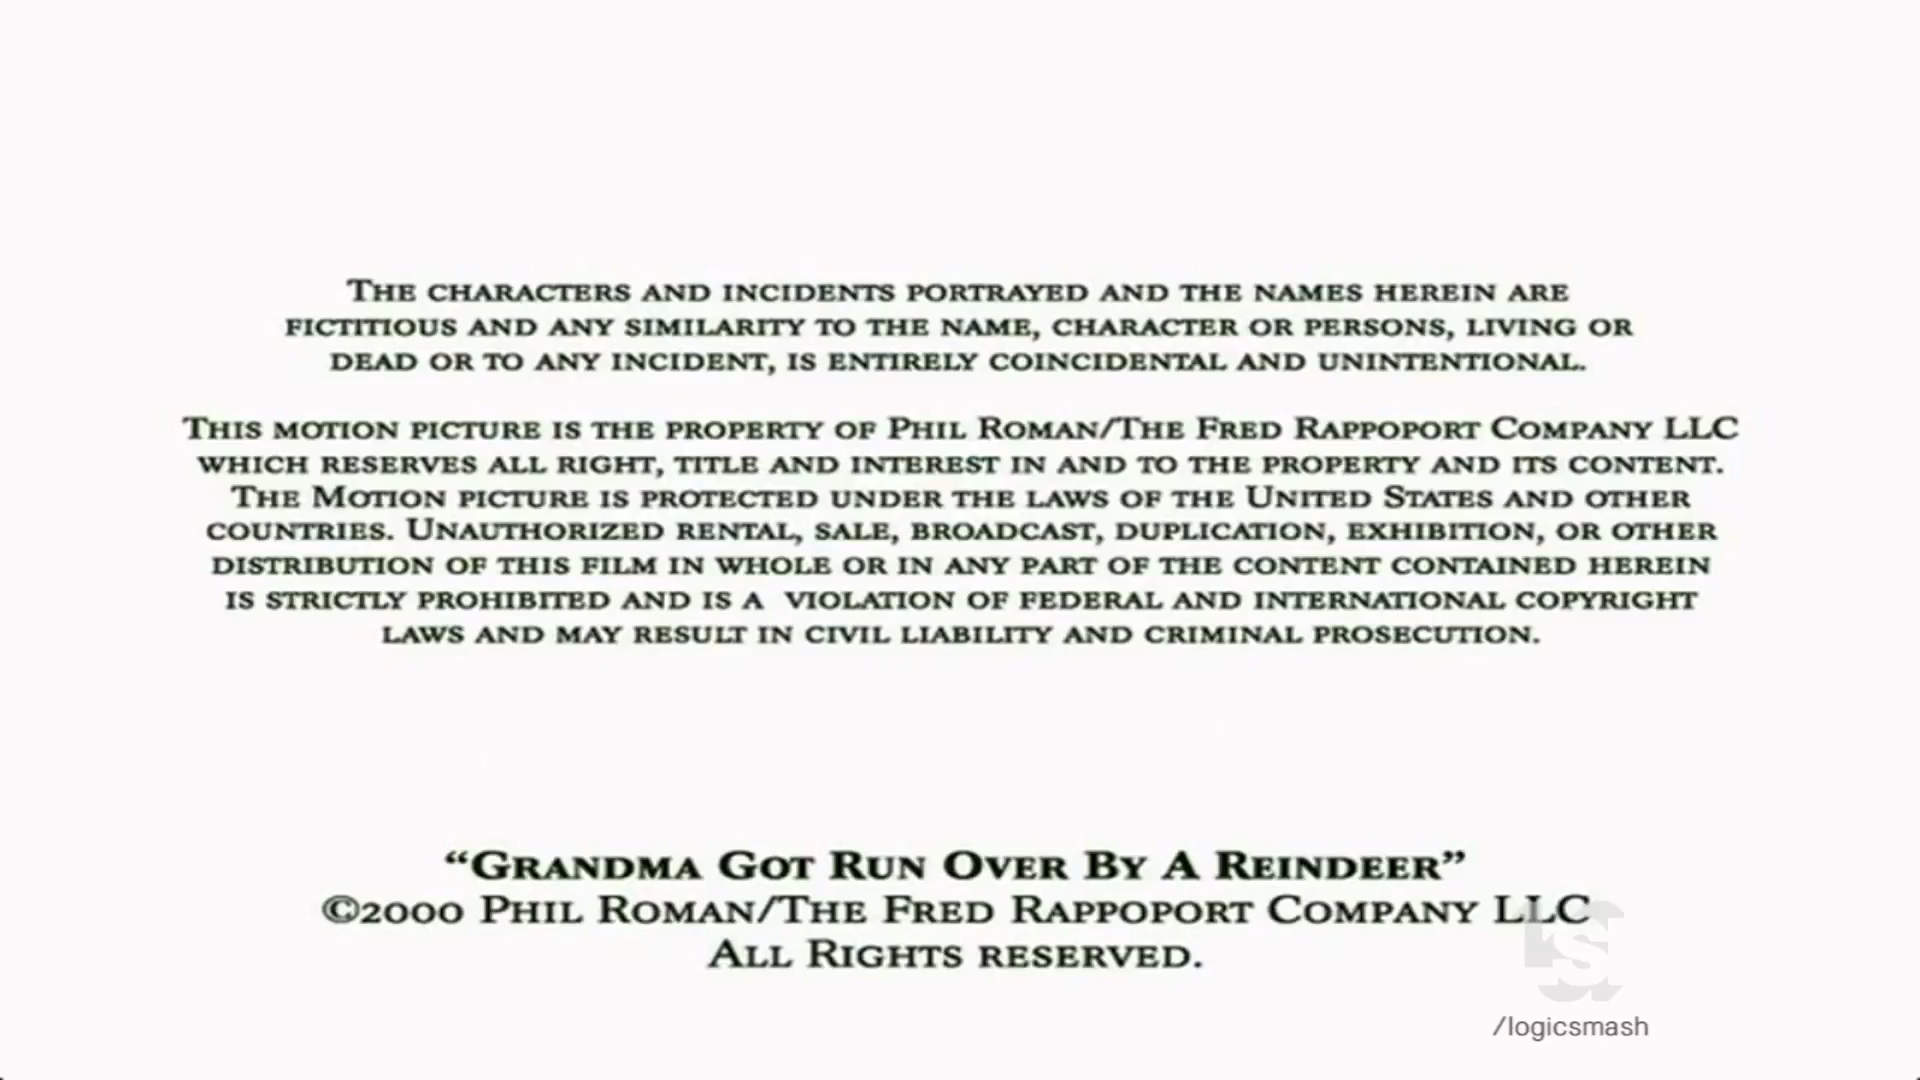 THE CHARACTERS AND INCIDENTS PORTRAYED AND THE NAMES HEREIN ARE
FICTITIOUS AND ANY SIMILARITY TO THE NAME, CHARACTER OR PERSONS, LIVING OR
DEAD OR TO ANY INCIDENT, IS ENTIRELY COINCIDENTAL AND UNINTENTIONAL.
THIS MOTION PICTURE IS THE PROPERTY OF PHIL ROMAN/THE FRED RAPPOPORT COMPANY LLC
WHICH RESERVES ALL RIGHT, TITLE AND INTEREST IN AND TO THE PROPERTY AND ITS CONTENT.
THE MOTION PICTURE IS PROTECTED UNDER THE LAWS OF THE UNITED STATES AND OTHER
COUNTRIES. UNAUTHORIZED RENTAL, SALE, BROADCAST, DUPLICATION, EXHIBITION, OR OTHER
DISTRIBUTION OF THIS FILM IN WHOLE OR IN ANY PART OF THE CONTENT CONTAINED HEREIN
IS STRICTLY PROHIBITED AND IS A VIOLATION OF FEDERAL AND INTERNATIONAL COPYRIGHT
LAWS AND MAY RESULT IN CIVIL LIABILITY AND CRIMINAL PROSECUTION.
“GRANDMA GOT RUN OVER BY A REINDEER”
©2000 PHIL ROMAN/THE FRED RAPPOPORT COMPANY LLC
ALL RIGHTS RESERVED.
LS
/logicsmash